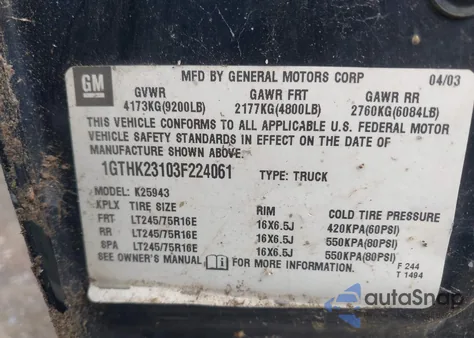 MFD BY GENERAL MOTORS CORP 04/03
GM
GVWR GAWR FRT GAWR RR
4173KG(9200LB) 2177KG(4800LB) 2760KG(6084LB)
THIS VEHICLE CONFORMS TO ALL APPLICABLE U.S. FEDERAL MOTOR
VEHICLE SAFETY STANDARDS IN EFFECT ON THE DATE OF
MANUFACTURE SHOWN ABOVE.
1GTHK23103F224061 TYPE: TRUCK
MODEL: K25943
KPLX TIRE SIZE RIM COLD TIRE PRESSURE
FRT LT245/75R16E 16X6.5J 420KPA(60PSI)
RR LT245/75R16E 16X6.5J 550KPA(80PSI)
SPA LT245/75R16E 16X6.5J 550KPA(80PSI)
SEE OWNER'S MANUAL FOR MORE INFORMATION. F 244
T 1494
autoSnap